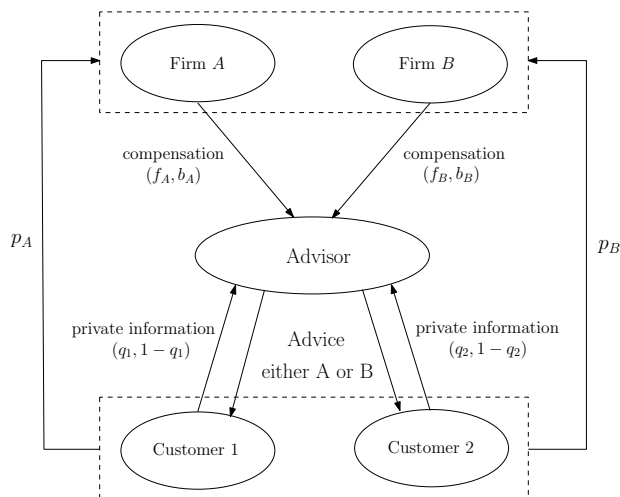 Firm A
Firm B
compensation
(f_A, b_A)
compensation
(f_B, b_B)
p_A
Advisor
p_B
private information
(q_1, 1 − q_1)
Advice
either A or B
private information
(q_2, 1 − q_2)
Customer 1
Customer 2